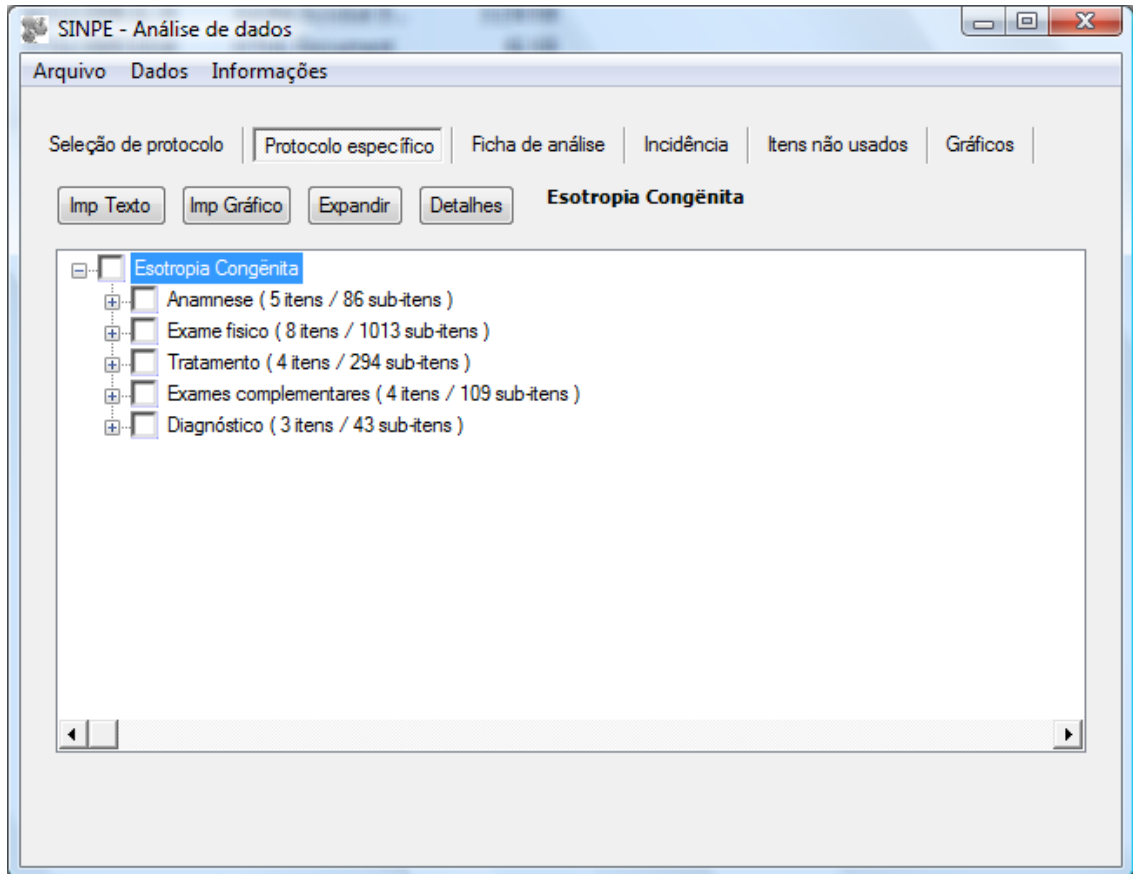 SINPE - Análise de dados
Arquivo Dados Informações
Seleção de protocolo Protocolo específico Ficha de análise Incidência Itens não usados Gráficos
Imp Texto Imp Gráfico Expandir Detalhes Esotropia Congënita
Esotropia Congënita
Anamnese ( 5 itens / 86 sub-itens )
Exame fisico ( 8 itens / 1013 sub-itens )
Tratamento ( 4 itens / 294 sub-itens )
Exames complementares ( 4 itens / 109 sub-itens )
Diagnóstico ( 3 itens / 43 sub-itens )